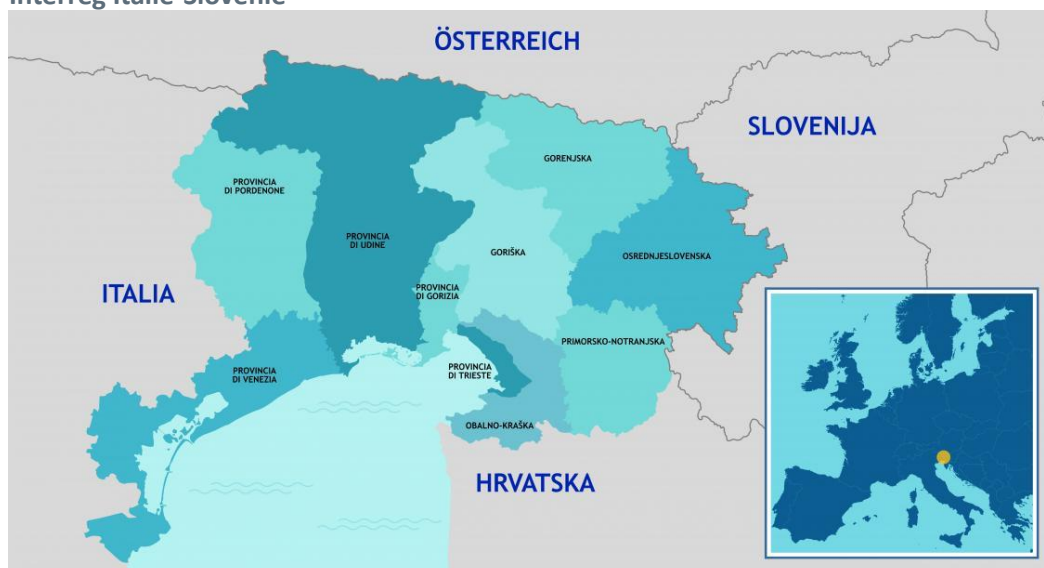 Interreg Italie-Slovénie
ÖSTERREICH
SLOVENIJA
GORENJSKA
PROVINCIA
DI PORDENONE
PROVINCIA
DI UDINE
GORIŠKA
OSREDNJESLOVENSKA
ITALIA
PROVINCIA
DI GORIZIA
PRIMORSKO-NOTRANJSKA
PROVINCIA
DI VENEZIA
PROVINCIA
DI TRIESTE
OBALNO-KRAŠKA
HRVATSKA